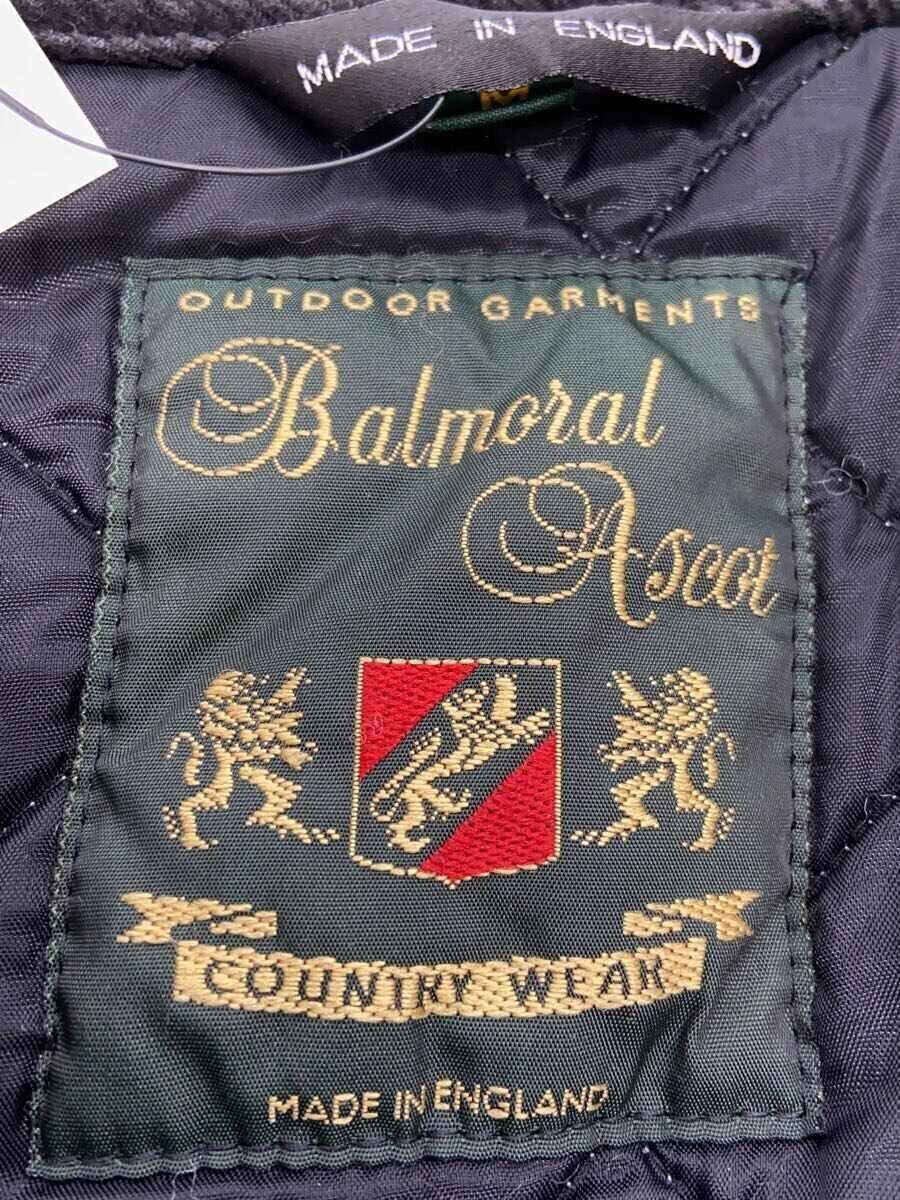 MADE IN ENGLAND
M
OUTDOOR GARMENTS
Balmoral
Ascot
COUNTRY WEAR
MADE IN ENGLAND